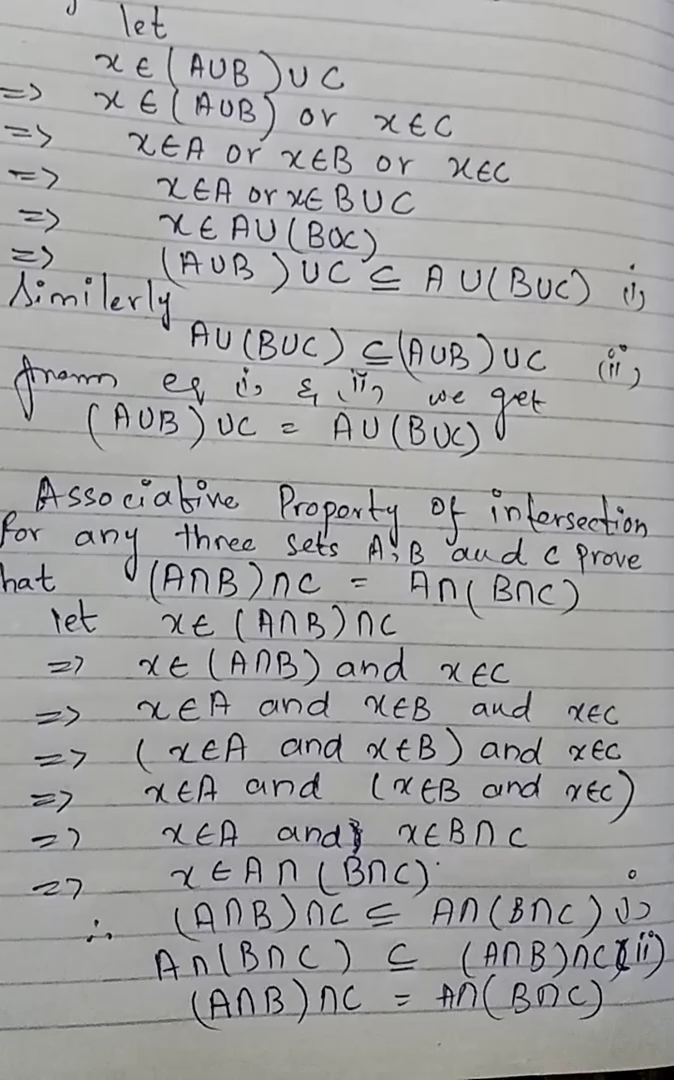 let
x ∈ (A∪B) ∪ C
=> x ∈ (A∪B) or x∈C
=> x∈A or x∈B or x∈C
=> x∈A or x∈ B∪C
=> x∈ A∪(B∪C)
=> (A∪B)∪C ⊆ A∪(B∪C) i,
Similerly
A∪(B∪C) ⊆ (A∪B)∪C (ii,
from eq i, & ii, we get
(A∪B)∪C = A∪(B∪C)
Associative Property of intersection
for any three sets A, B and C prove
hat (A∩B)∩C = A∩(B∩C)
let x∈ (A∩B)∩C
=> x∈ (A∩B) and x∈C
=> x∈A and x∈B and x∈C
=> (x∈A and x∈B) and x∈C
=> x∈A and (x∈B and x∈C)
=> x∈A and x∈B∩C
=> x∈A∩(B∩C).
∴ (A∩B)∩C ⊆ A∩(B∩C) i,
A∩(B∩C) ⊆ (A∩B)∩C (ii)
(A∩B)∩C = A∩(B∩C)